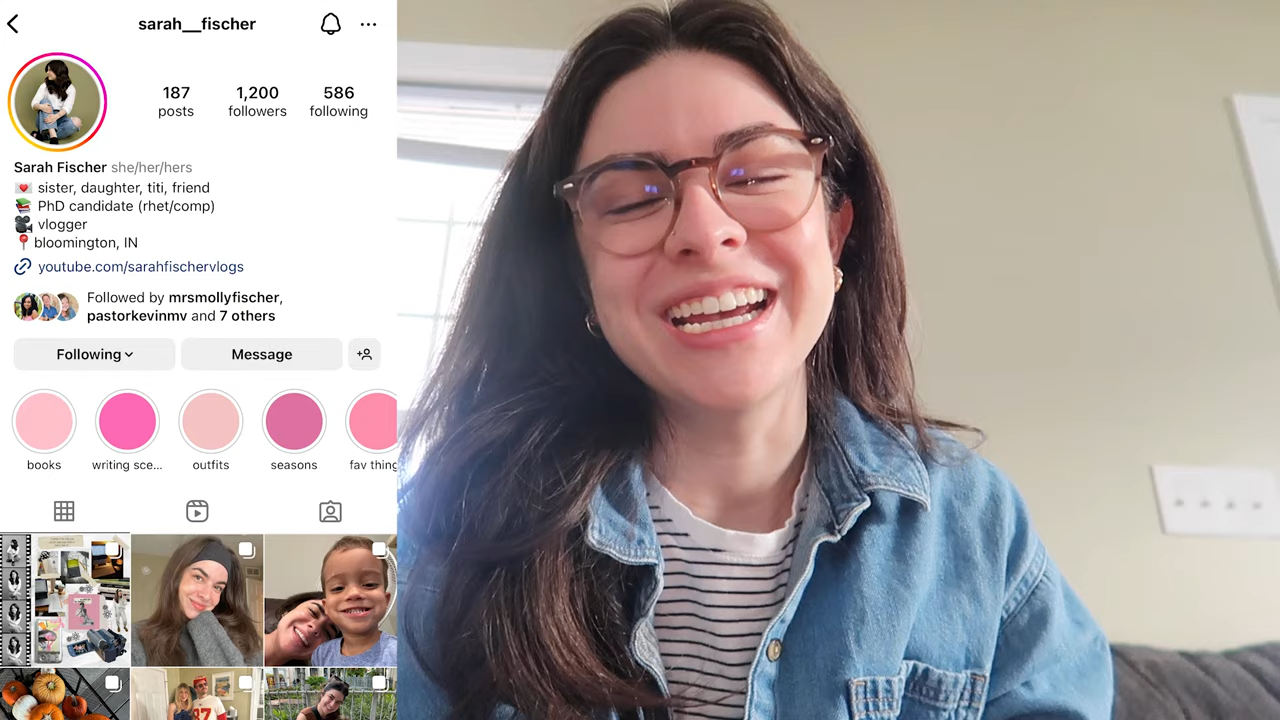 sarah__fischer
187
posts
1,200
followers
586
following
Sarah Fischer she/her/hers
sister, daughter, titi, friend
PhD candidate (rhet/comp)
vlogger
bloomington, IN
youtube.com/sarahfischervlogs
Followed by mrsmollyfischer,
pastorkevinmv and 7 others
Following
Message
books
writing sce...
outfits
seasons
fav thing
87